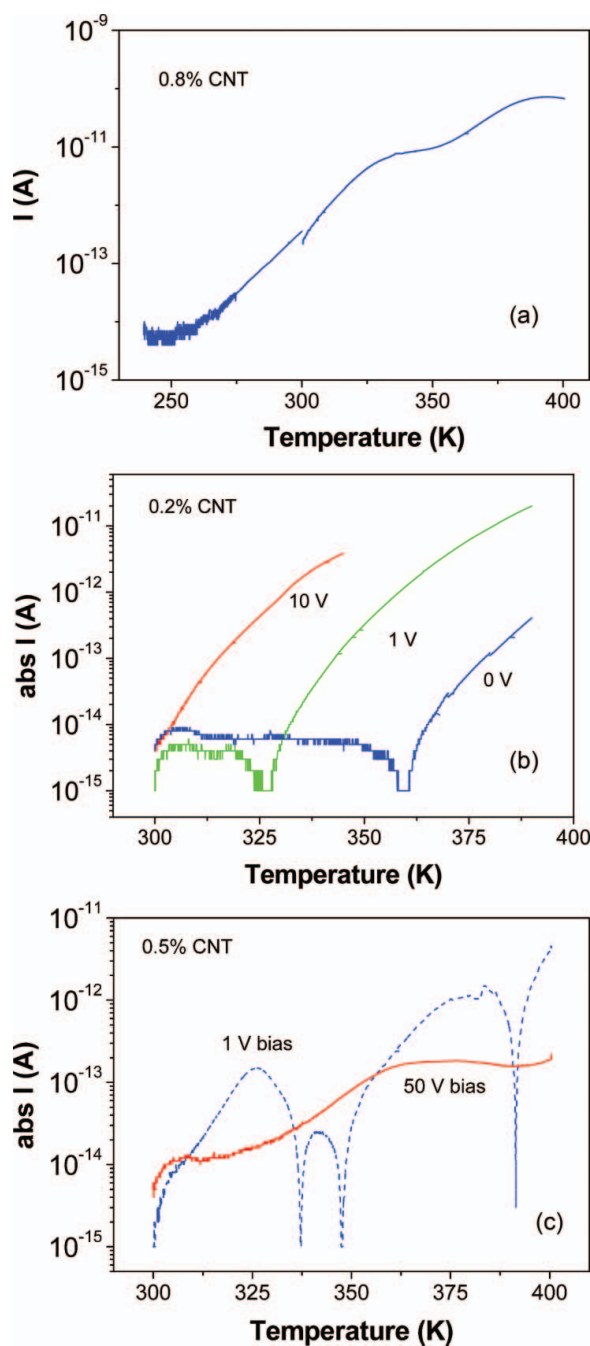 10⁻⁹
0.8% CNT
10⁻¹¹
I (A)
10⁻¹³
(a)
10⁻¹⁵
250 300 350 400
Temperature (K)
0.2% CNT
10⁻¹¹
10⁻¹²
10 V
abs I (A)
10⁻¹³
1 V
0 V
10⁻¹⁴
(b)
10⁻¹⁵
300 325 350 375 400
Temperature (K)
10⁻¹¹
0.5% CNT
10⁻¹²
1 V bias
abs I (A)
10⁻¹³
50 V bias
10⁻¹⁴
10⁻¹⁵
(c)
300 325 350 375 400
Temperature (K)